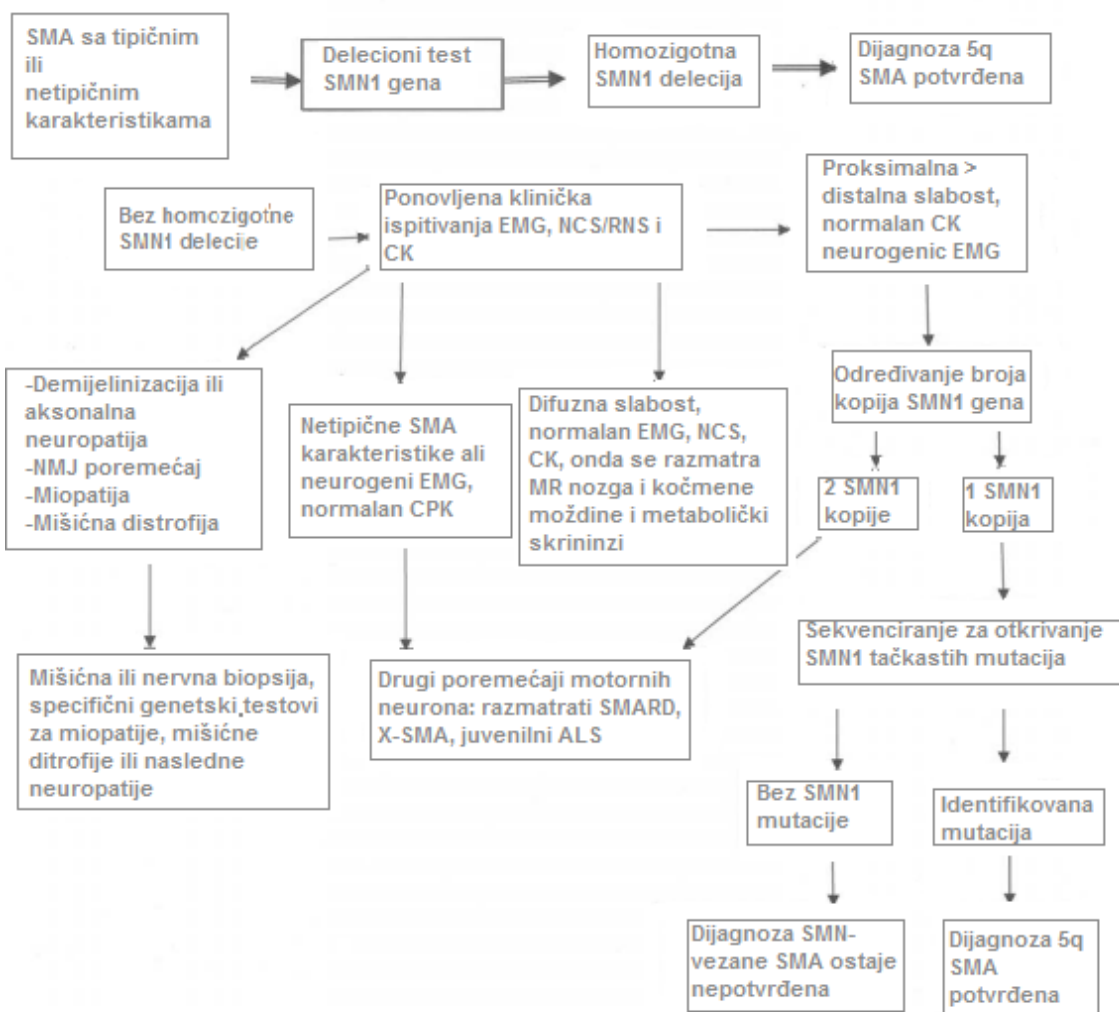 SMA sa tipičnim
ili
netipičnim
karakteristikama
Delecioni test
SMN1 gena
Homozigotna
SMN1 delecija
Dijagnoza 5q
SMA potvrđena
Bez homozigotne
SMN1 delecije
Ponovljena klinička
ispitivanja EMG, NCS/RNS i
CK
Proksimalna >
distalna slabost,
normalan CK
neurogenic EMG
-Demijelinizacija ili
aksonalna
neuropatija
-NMJ poremećaj
-Miopatija
-Mišićna distrofija
Netipične SMA
karakteristike ali
neurogeni EMG,
normalan CPK
Difuzna slabost,
normalan EMG, NCS,
CK, onda se razmatra
MR nozga i kočmene
moždine i metabolički
skrininzi
Određivanje broja
kopija SMN1 gena
2 SMN1
kopije
1 SMN1
kopija
Mišićna ili nervna biopsija,
specifični genetski testovi
za miopatije, mišićne
ditrofije ili nasledne
neuropatije
Drugi poremećaji motornih
neurona: razmatrati SMARD,
X-SMA, juvenilni ALS
Sekvenciranje za otkrivanje
SMN1 tačkastih mutacija
Bez SMN1
mutacije
Identifikovana
mutacija
Dijagnoza SMN-
vezane SMA ostaje
nepotvrđena
Dijagnoza 5q
SMA
potvrđena